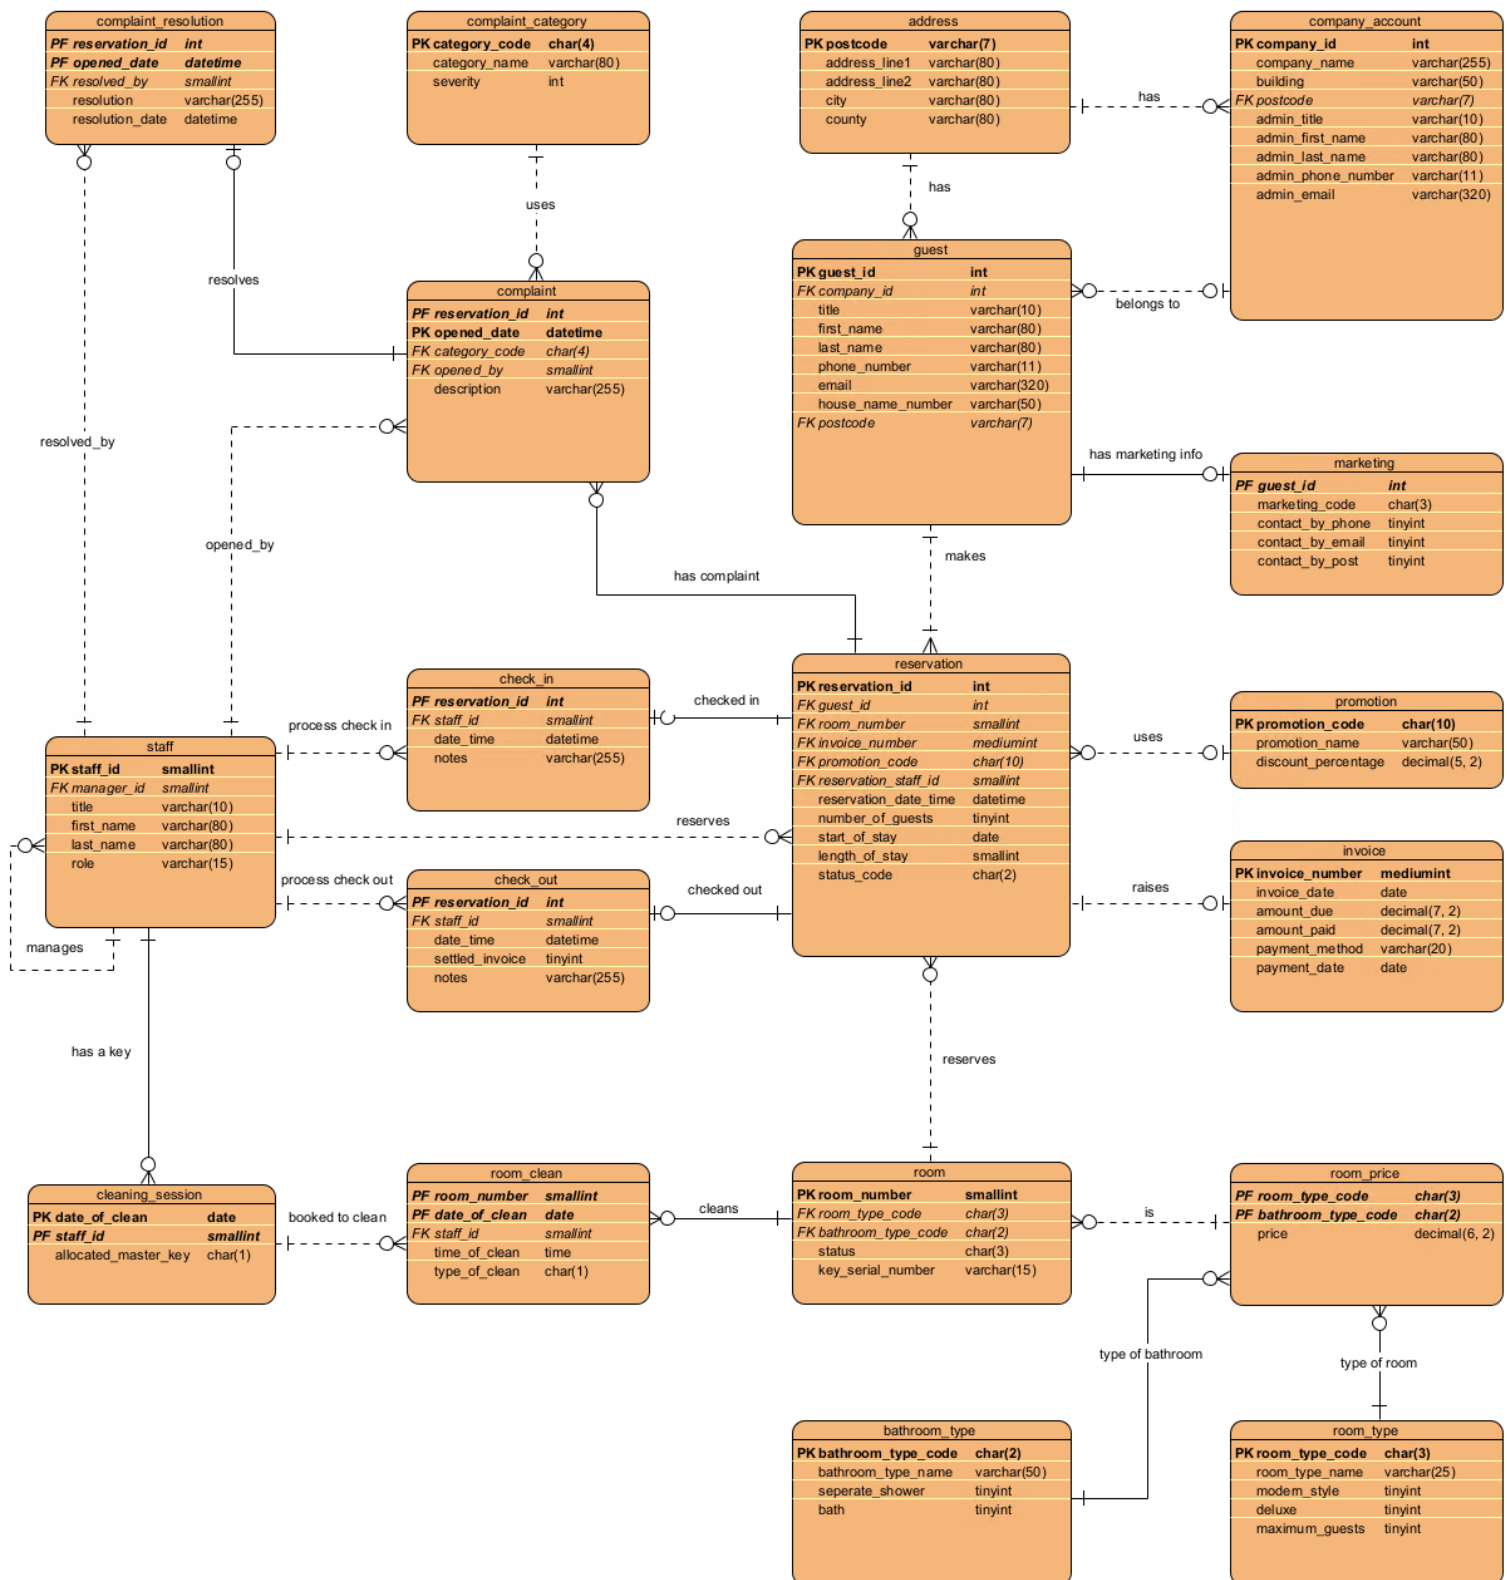 complaint_resolution
PF reservation_id int
PF opened_date datetime
FK resolved_by smallint
resolution varchar(255)
resolution_date datetime
complaint_category
PK category_code char(4)
category_name varchar(80)
severity int
address
PK postcode varchar(7)
address_line1 varchar(80)
address_line2 varchar(80)
city varchar(80)
county varchar(80)
company_account
PK company_id int
company_name varchar(255)
building varchar(50)
FK postcode varchar(7)
admin_title varchar(10)
admin_first_name varchar(80)
admin_last_name varchar(80)
admin_phone_number varchar(11)
admin_email varchar(320)
has
has
uses
resolves
belongs to
complaint
PF reservation_id int
PK opened_date datetime
FK category_code char(4)
FK opened_by smallint
description varchar(255)
guest
PK guest_id int
FK company_id int
title varchar(10)
first_name varchar(80)
last_name varchar(80)
phone_number varchar(11)
email varchar(320)
house_name_number varchar(50)
FK postcode varchar(7)
resolved_by
opened_by
has marketing info
marketing
PF guest_id int
marketing_code char(3)
contact_by_phone tinyint
contact_by_email tinyint
contact_by_post tinyint
makes
has complaint
check_in
PF reservation_id int
FK staff_id smallint
date_time datetime
notes varchar(255)
checked in
process check in
reservation
PK reservation_id int
FK guest_id int
FK room_number smallint
FK invoice_number mediumint
FK promotion_code char(10)
FK reservation_staff_id smallint
reservation_date_time datetime
number_of_guests tinyint
start_of_stay date
length_of_stay smallint
status_code char(2)
promotion
PK promotion_code char(10)
promotion_name varchar(50)
discount_percentage decimal(5, 2)
uses
staff
PK staff_id smallint
FK manager_id smallint
title varchar(10)
first_name varchar(80)
last_name varchar(80)
role varchar(15)
reserves
process check out
manages
check_out
PF reservation_id int
FK staff_id smallint
date_time datetime
settled_invoice tinyint
notes varchar(255)
checked out
raises
invoice
PK invoice_number mediumint
invoice_date date
amount_due decimal(7, 2)
amount_paid decimal(7, 2)
payment_method varchar(20)
payment_date date
has a key
reserves
cleaning_session
PK date_of_clean date
PF staff_id smallint
allocated_master_key char(1)
booked to clean
room_clean
PF room_number smallint
PF date_of_clean date
FK staff_id smallint
time_of_clean time
type_of_clean char(1)
cleans
room
PK room_number smallint
FK room_type_code char(3)
FK bathroom_type_code char(2)
status char(3)
key_serial_number varchar(15)
is
room_price
PF room_type_code char(3)
PF bathroom_type_code char(2)
price decimal(6, 2)
type of bathroom
type of room
bathroom_type
PK bathroom_type_code char(2)
bathroom_type_name varchar(50)
seperate_shower tinyint
bath tinyint
room_type
PK room_type_code char(3)
room_type_name varchar(25)
modern_style tinyint
deluxe tinyint
maximum_guests tinyint